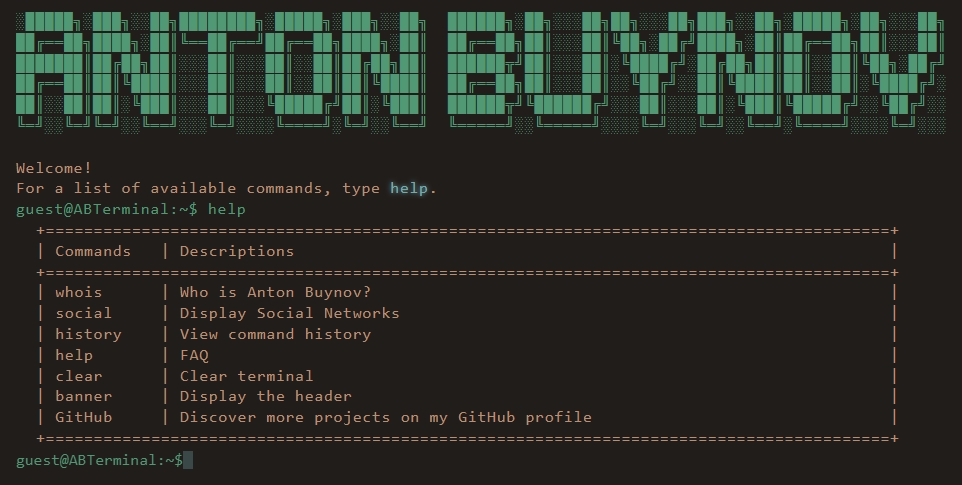 ANTON BUYNOV
Welcome!
For a list of available commands, type help.
guest@ABTerminal:~$ help
+========================================================================================+
| Commands   | Descriptions |
+========================================================================================+
| whois      | Who is Anton Buynov? |
| social     | Display Social Networks |
| history    | View command history |
| help       | FAQ |
| clear      | Clear terminal |
| banner     | Display the header |
| GitHub     | Discover more projects on my GitHub profile |
+========================================================================================+
guest@ABTerminal:~$